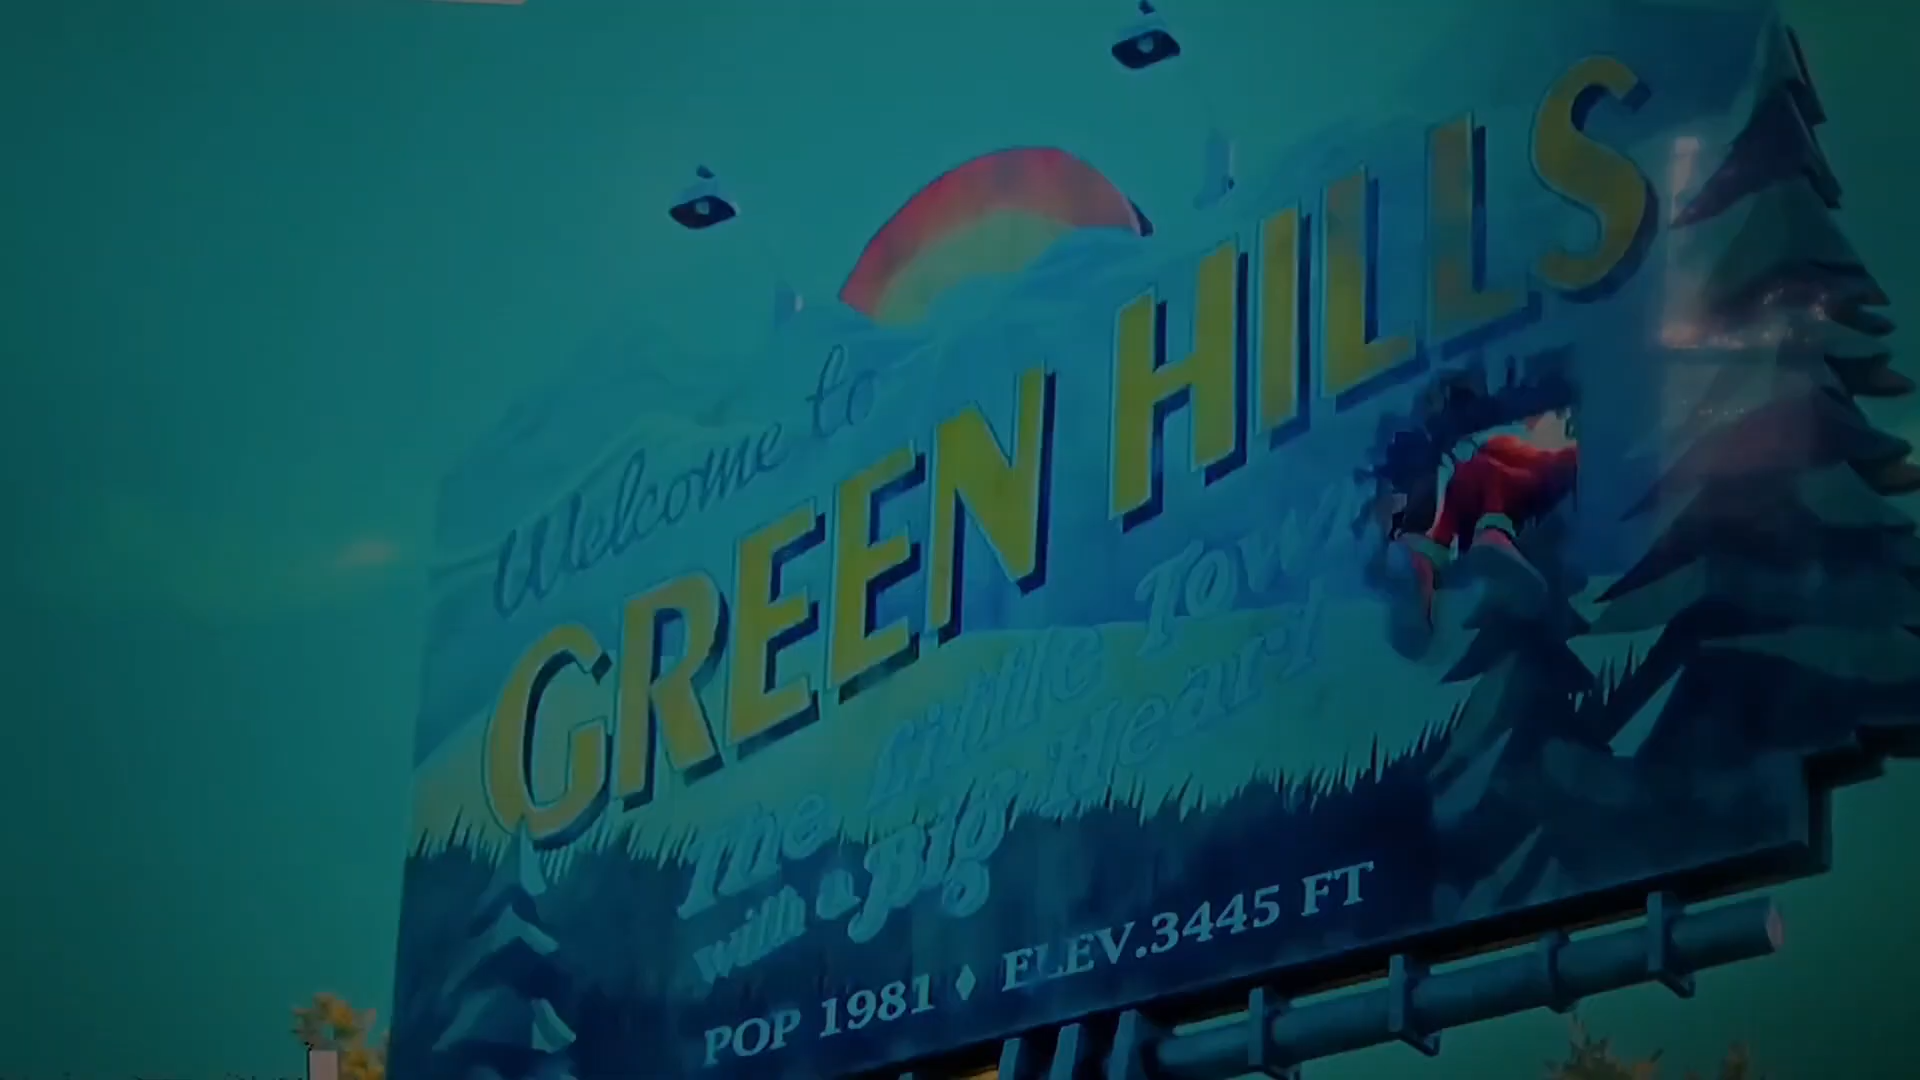 Welcome to
GREEN HILLS
The Little Town
with a Big Heart!
POP 1981 ♦ ELEV.3445 FT